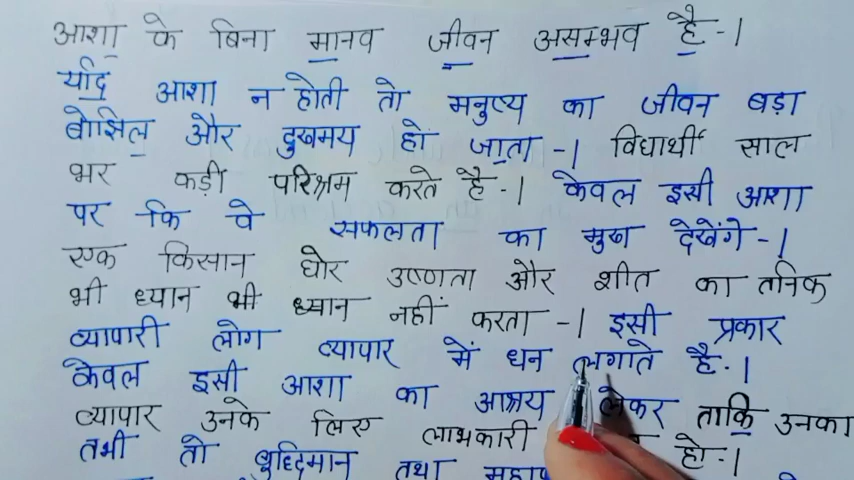 आशा के बिना मानव जीवन असम्भव है -।
यदि आशा न होती तो मनुष्य का जीवन बड़ा
बोझिल और दुखमय हो जाता -। विद्यार्थी साल
भर कड़ी परिश्रम करते है -। केवल इसी आशा
पर कि वे सफलता का मुख देखेंगे -।
एक किसान घोर उष्णता और शीत का तनिक
भी ध्यान भी ध्यान नहीं करता -। इसी प्रकार
व्यापारी लोग व्यापार में धन लगाते है -।
केवल इसी आशा का आश्रय लेकर ताकि उनका
व्यापार उनके लिए लाभकारी हो -।
तभी तो बुद्धिमान तथा